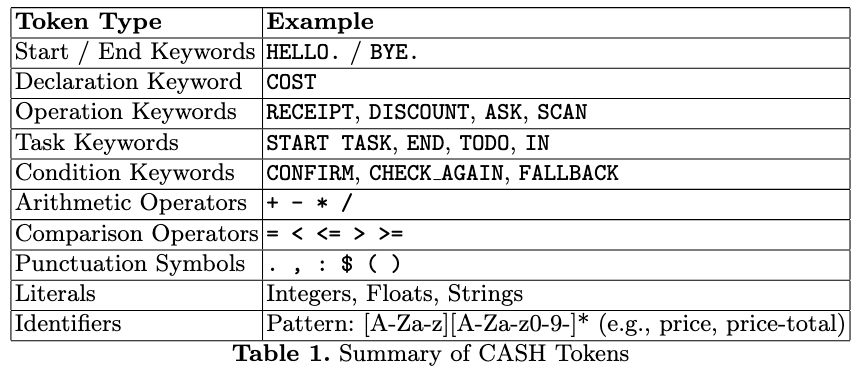 Token Type Example
Start / End Keywords HELLO. / BYE.
Declaration Keyword COST
Operation Keywords RECEIPT, DISCOUNT, ASK, SCAN
Task Keywords START TASK, END, TODO, IN
Condition Keywords CONFIRM, CHECK_AGAIN, FALLBACK
Arithmetic Operators + - * /
Comparison Operators = < <= > >=
Punctuation Symbols . , : $ ( )
Literals Integers, Floats, Strings
Identifiers Pattern: [A-Za-z][A-Za-z0-9-]* (e.g., price, price-total)
Table 1. Summary of CASH Tokens